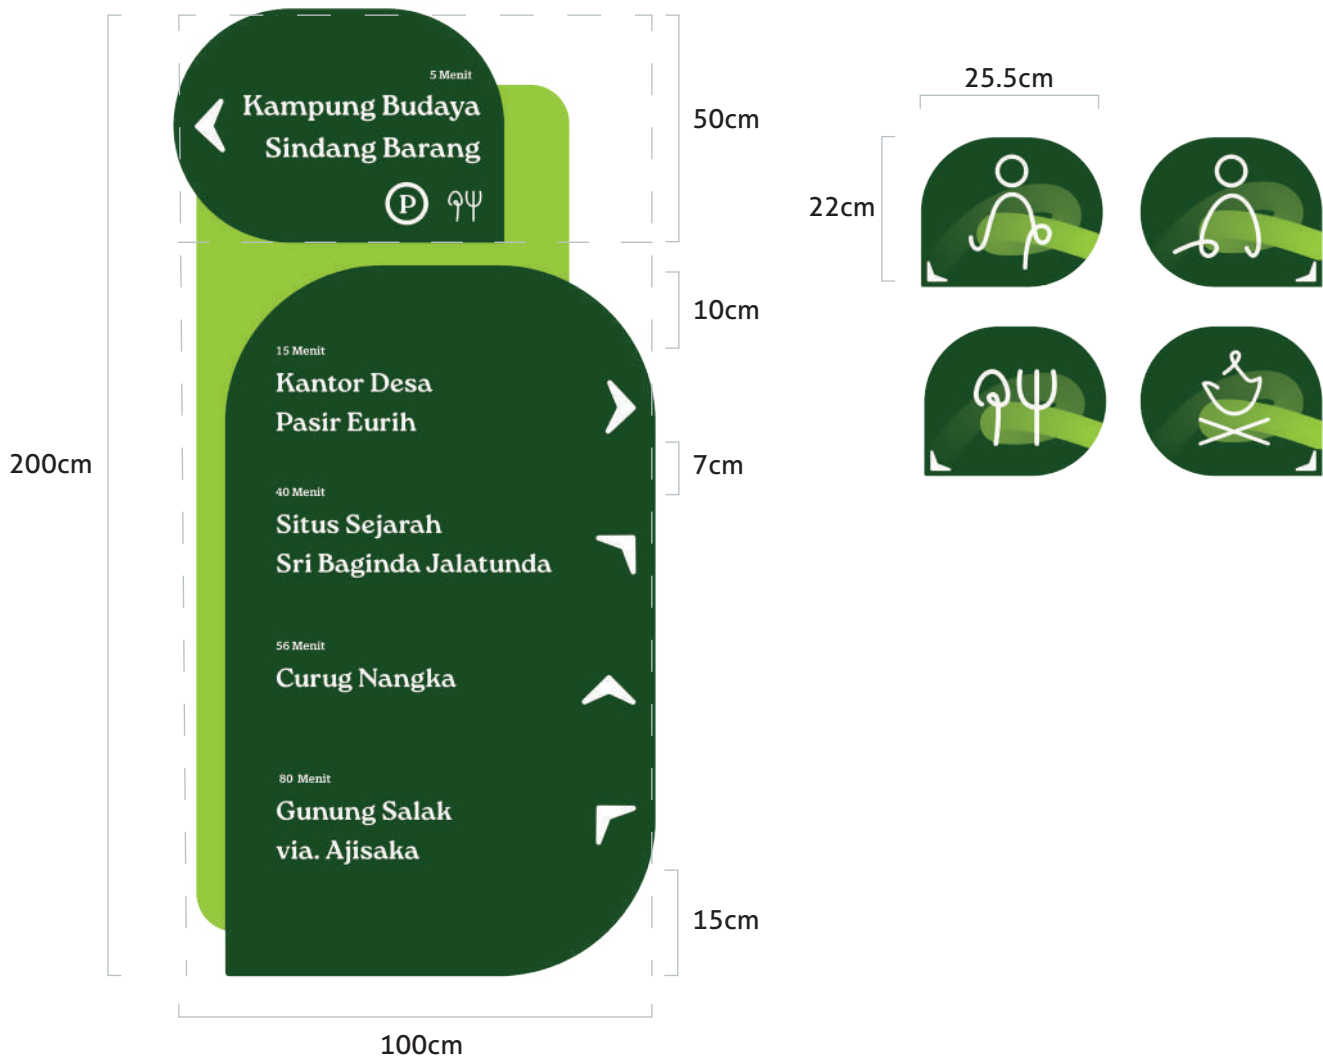 5 Menit
Kampung Budaya
Sindang Barang
P
15 Menit
Kantor Desa
Pasir Eurih
40 Menit
Situs Sejarah
Sri Baginda Jalatunda
56 Menit
Curug Nangka
80 Menit
Gunung Salak
via. Ajisaka
200cm
50cm
10cm
7cm
15cm
100cm
25.5cm
22cm